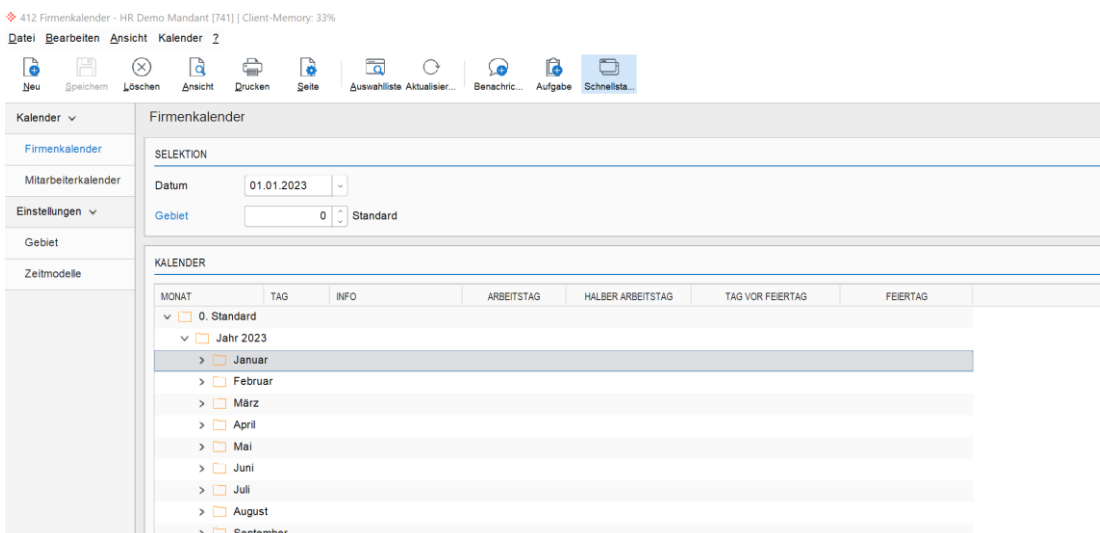 412 Firmenkalender - HR Demo Mandant [741] | Client-Memory: 33%
Datei Bearbeiten Ansicht Kalender ?
Neu Speichern Löschen Ansicht Drucken Seite Auswahlliste Aktualisier... Benachric... Aufgabe Schnellsta...
Kalender
Firmenkalender
Mitarbeiterkalender
Einstellungen
Gebiet
Zeitmodelle
Firmenkalender
SELEKTION
Datum 01.01.2023
Gebiet 0 Standard
KALENDER
MONAT TAG INFO ARBEITSTAG HALBER ARBEITSTAG TAG VOR FEIERTAG FEIERTAG
0. Standard
Jahr 2023
Januar
Februar
März
April
Mai
Juni
Juli
August
September